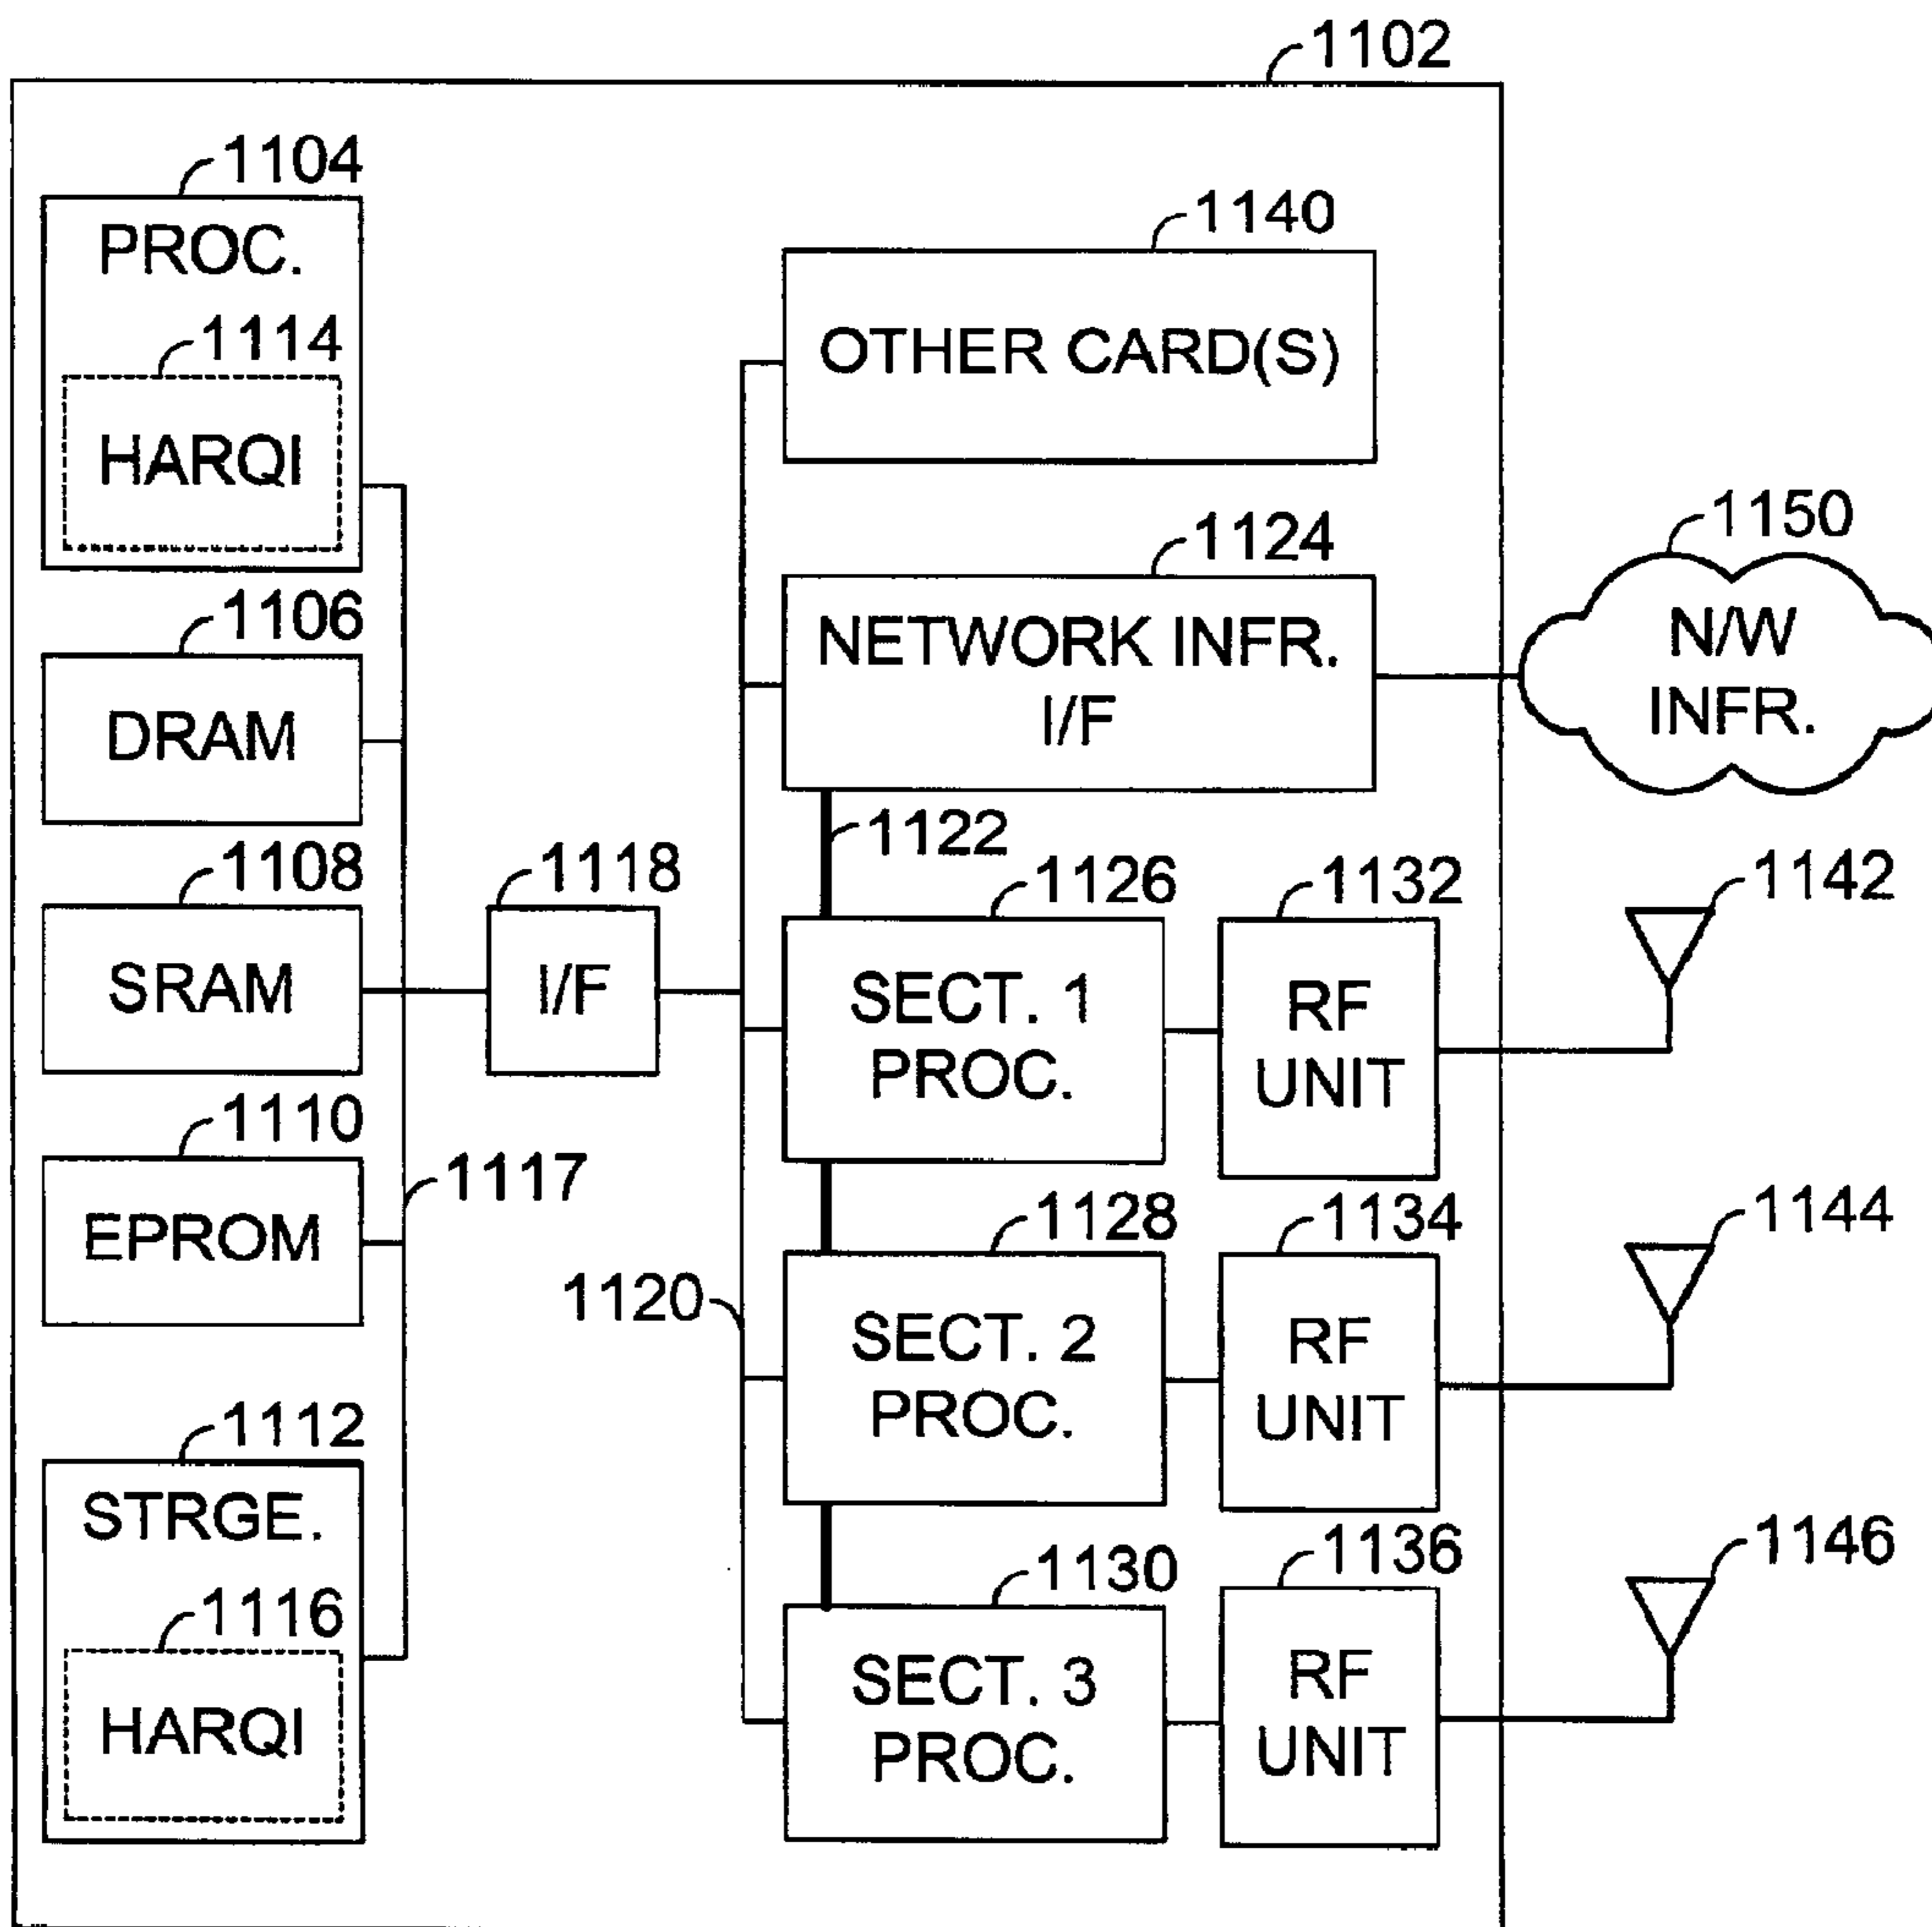 1102
1104
PROC.
1114
HARQI
1106
DRAM
1108
SRAM
1110
EPROM
1117
1112
STRGE.
1116
HARQI
1118
I/F
1120
1140
OTHER CARD(S)
1124
NETWORK INFR.
I/F
1150
N/W
INFR.
1122
1126
SECT. 1
PROC.
1132
RF
UNIT
1142
1128
SECT. 2
PROC.
1134
RF
UNIT
1144
1130
SECT. 3
PROC.
1136
RF
UNIT
1146